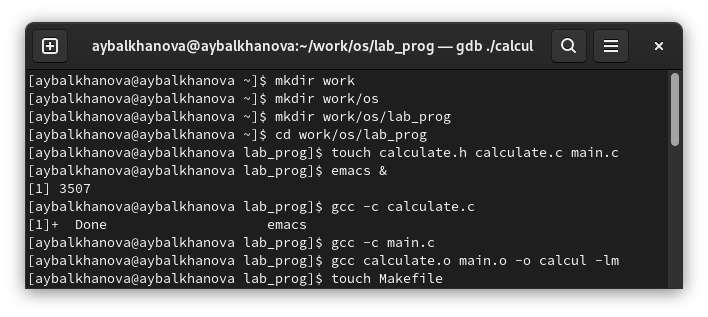 aybalkhanova@aybalkhanova:~/work/os/lab_prog — gdb ./calcul
[aybalkhanova@aybalkhanova ~]$ mkdir work
[aybalkhanova@aybalkhanova ~]$ mkdir work/os
[aybalkhanova@aybalkhanova ~]$ mkdir work/os/lab_prog
[aybalkhanova@aybalkhanova ~]$ cd work/os/lab_prog
[aybalkhanova@aybalkhanova lab_prog]$ touch calculate.h calculate.c main.c
[aybalkhanova@aybalkhanova lab_prog]$ emacs &
[1] 3507
[aybalkhanova@aybalkhanova lab_prog]$ gcc -c calculate.c
[1]+  Done                    emacs
[aybalkhanova@aybalkhanova lab_prog]$ gcc -c main.c
[aybalkhanova@aybalkhanova lab_prog]$ gcc calculate.o main.o -o calcul -lm
[aybalkhanova@aybalkhanova lab_prog]$ touch Makefile